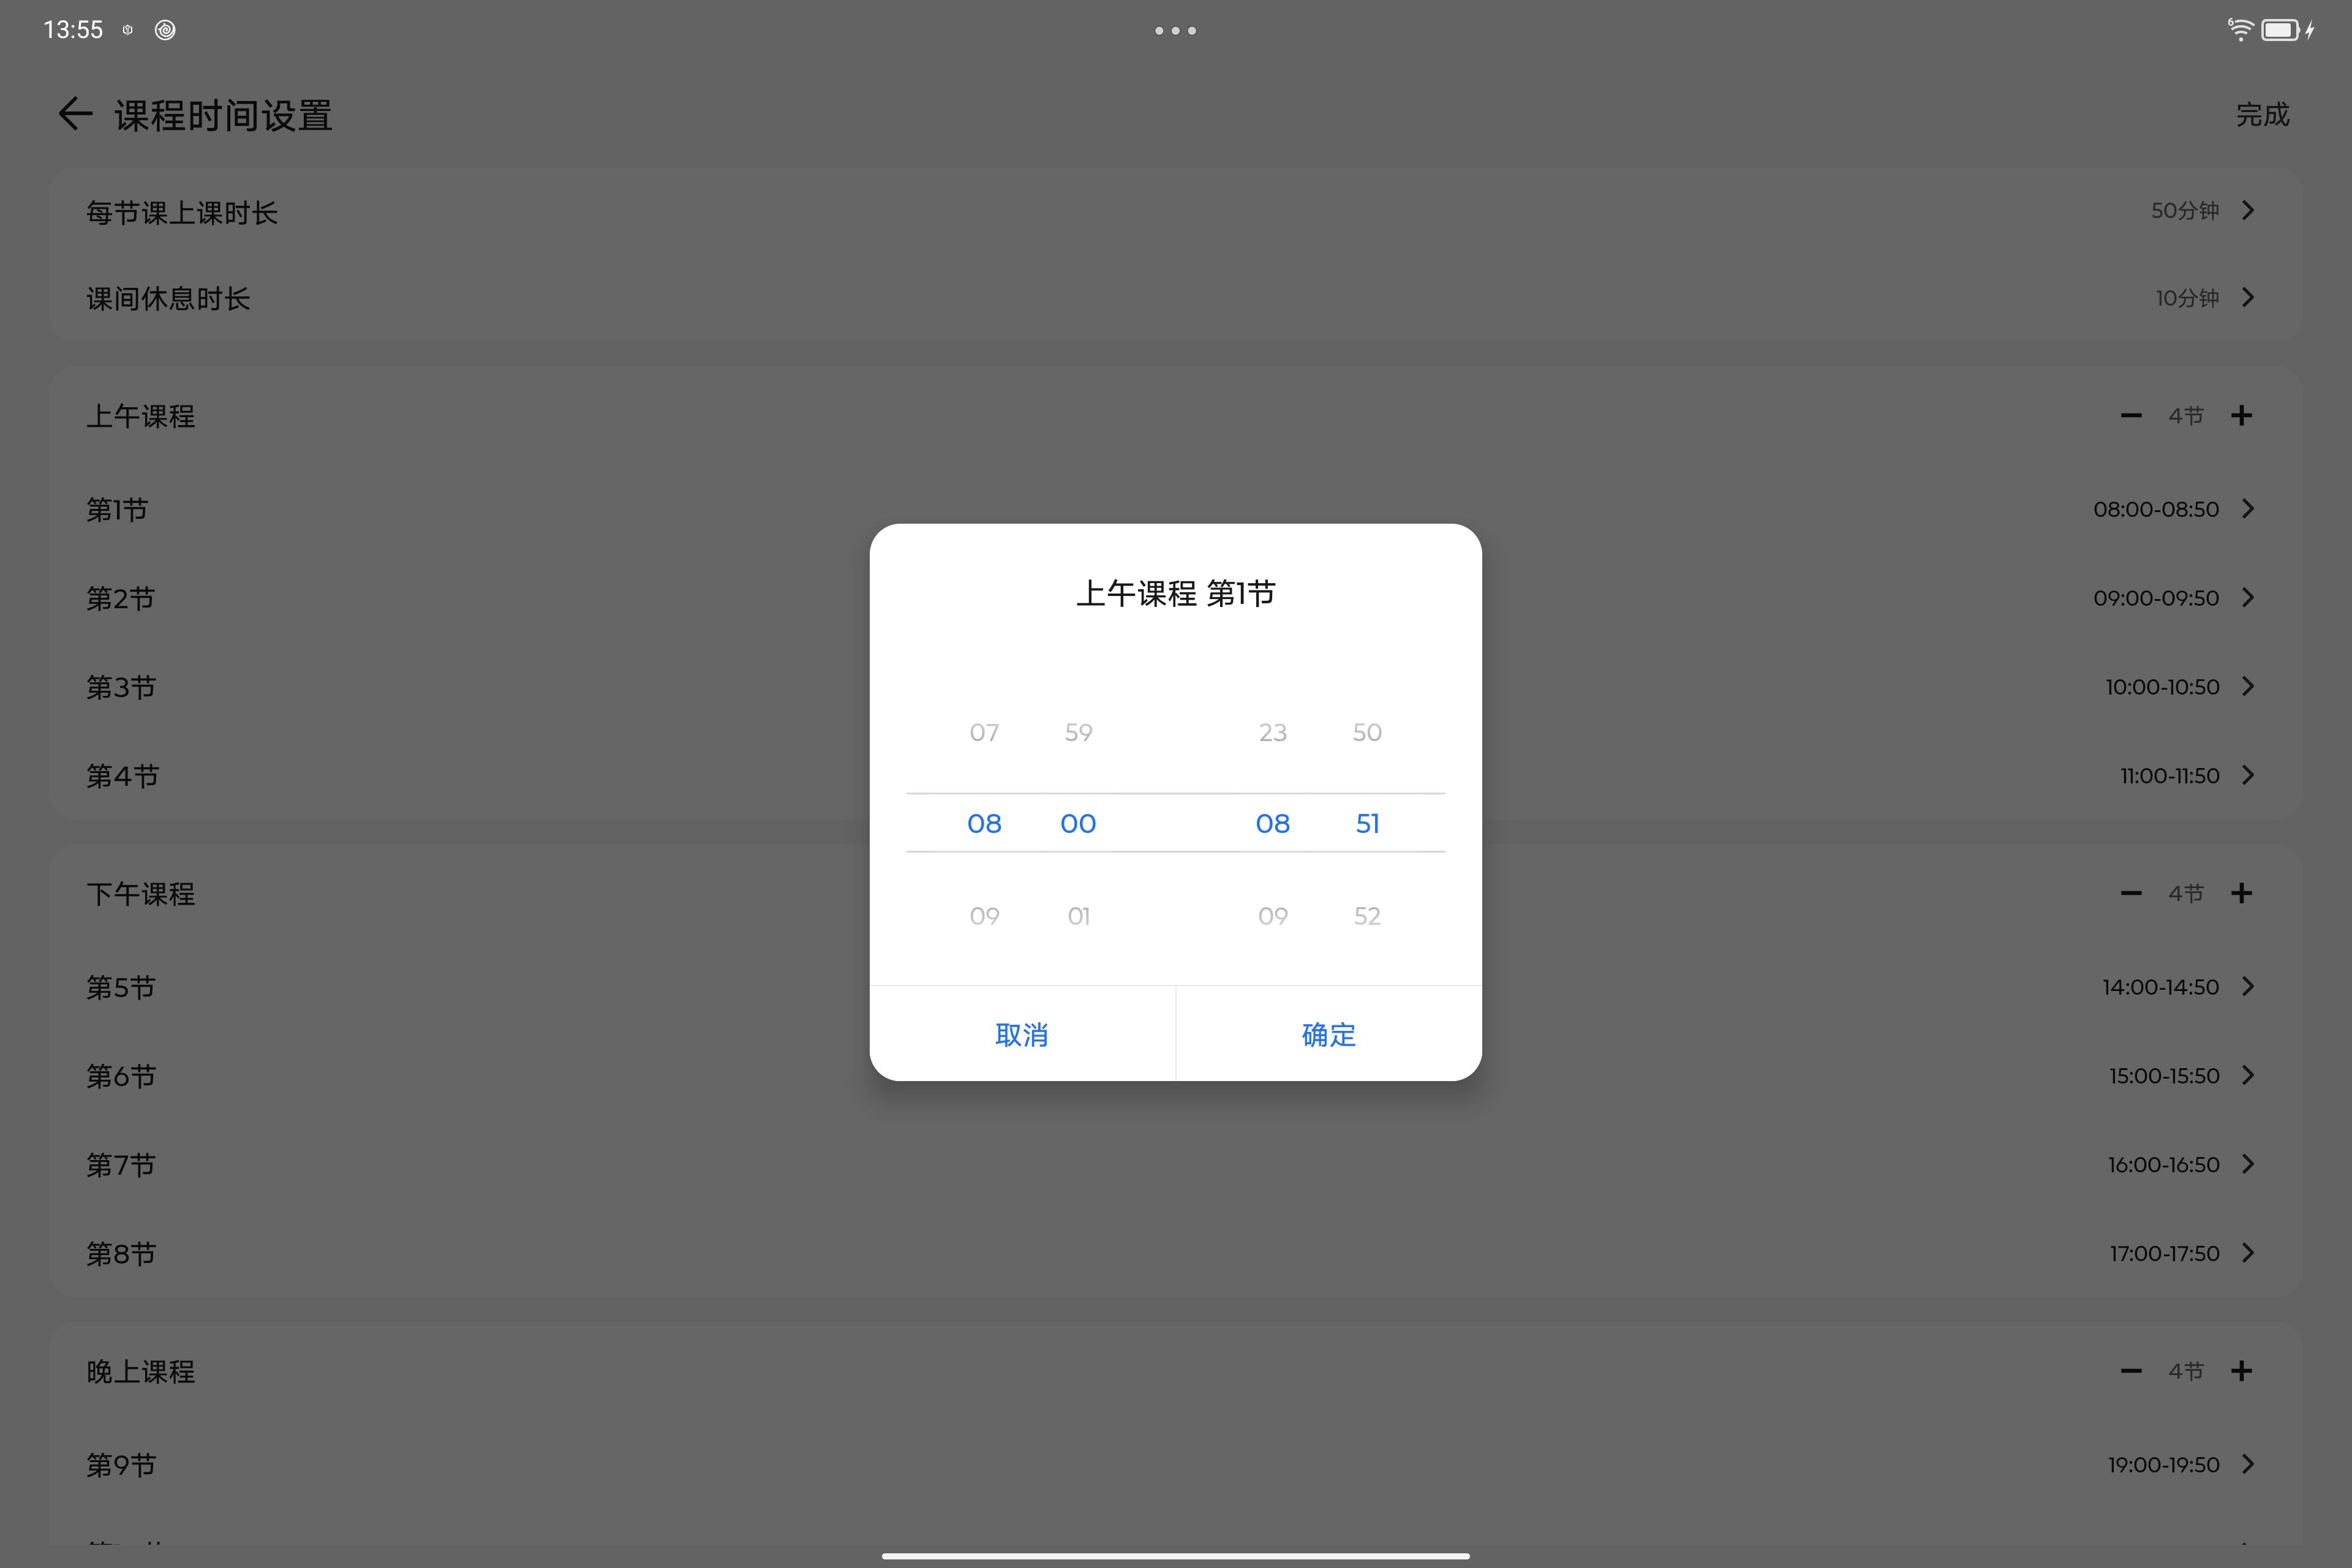 13:55
课程时间设置
完成
每节课上课时长 50分钟
课间休息时长 10分钟
上午课程 4节
第1节 08:00-08:50
第2节 09:00-09:50
第3节 10:00-10:50
第4节 11:00-11:50
上午课程 第1节
07 59 23 50
08 00 08 51
09 01 09 52
取消 确定
下午课程 4节
第5节 14:00-14:50
第6节 15:00-15:50
第7节 16:00-16:50
第8节 17:00-17:50
晚上课程 4节
第9节 19:00-19:50